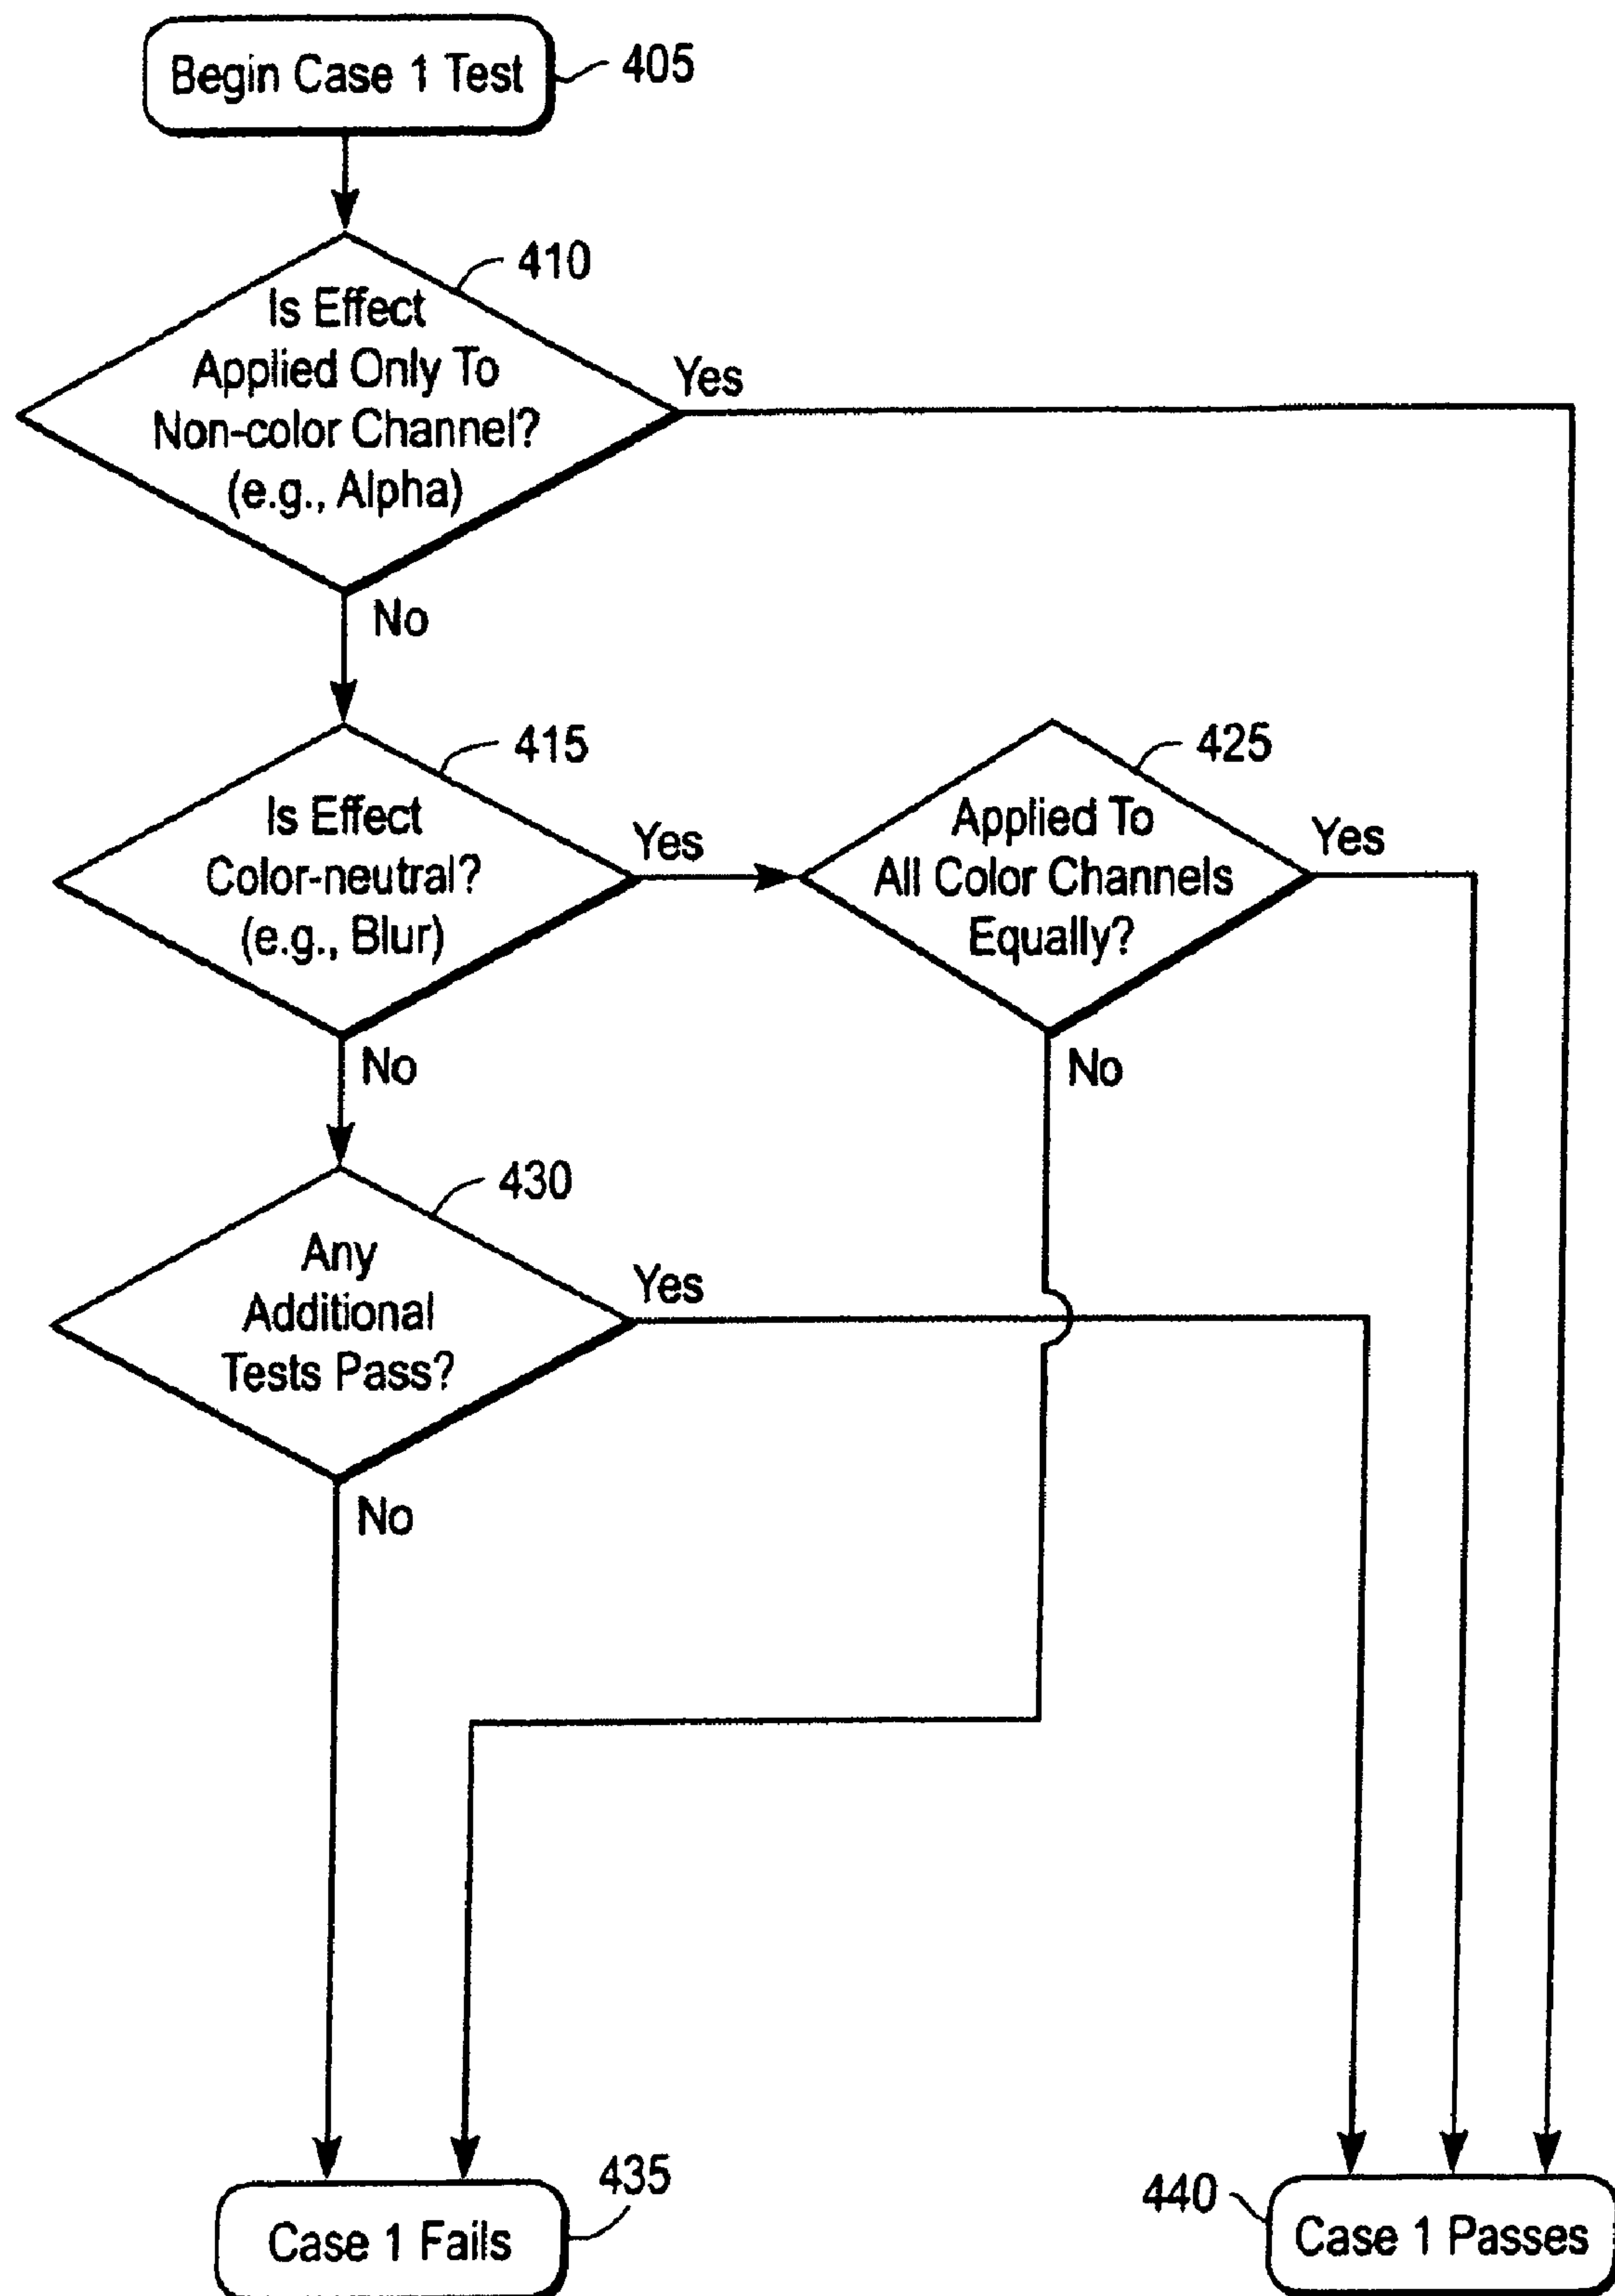 Begin Case 1 Test
405
410
Is Effect
Applied Only To
Non-color Channel?
(e.g., Alpha)
Yes
No
415
Is Effect
Color-neutral?
(e.g., Blur)
Yes
No
425
Applied To
All Color Channels
Equally?
Yes
No
430
Any
Additional
Tests Pass?
Yes
No
435
Case 1 Fails
440
Case 1 Passes